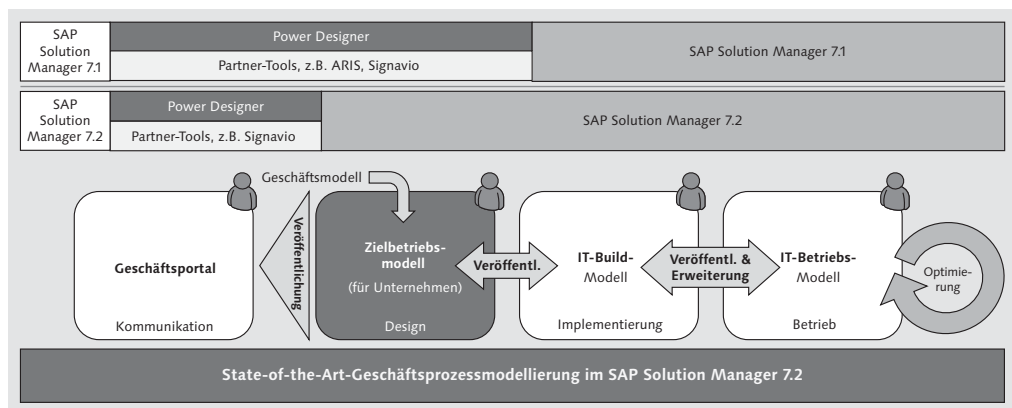 SAP
Solution
Manager 7.1
Power Designer
Partner-Tools, z.B. ARIS, Signavio
SAP Solution Manager 7.1
SAP
Solution
Manager 7.2
Power Designer
Partner-Tools, z.B. Signavio
SAP Solution Manager 7.2
Geschäftsmodell
Geschäftsportal
Kommunikation
Veröffentlichung
Zielbetriebs-
modell
(für Unternehmen)
Design
Veröffentl.
IT-Build-
Modell
Implementierung
Veröffentl. &
Erweiterung
IT-Betriebs-
Modell
Betrieb
Optimie-
rung
State-of-the-Art-Geschäftsprozessmodellierung im SAP Solution Manager 7.2